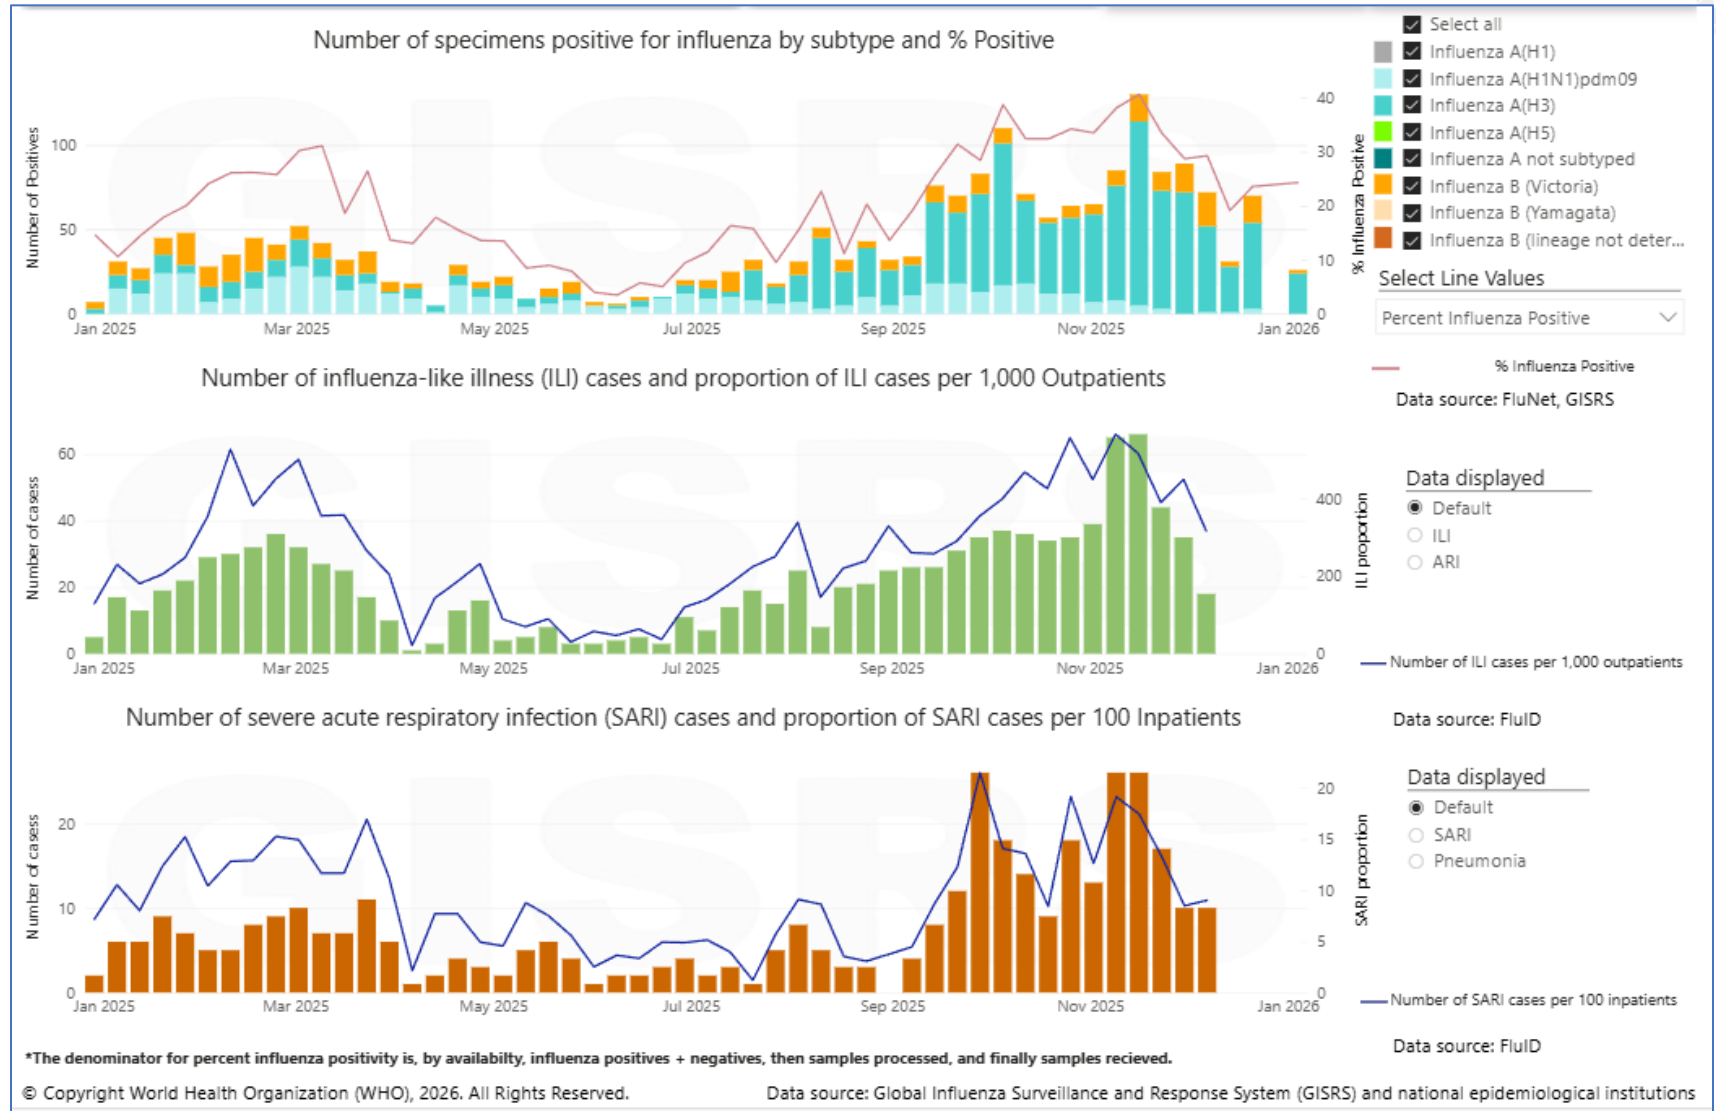 Number of specimens positive for influenza by subtype and % Positive
Number of Positives
100
50
0
% Influenza Positive
40
30
20
10
0
Jan 2025 Mar 2025 May 2025 Jul 2025 Sep 2025 Nov 2025 Jan 2026
Select all
Influenza A(H1)
Influenza A(H1N1)pdm09
Influenza A(H3)
Influenza A(H5)
Influenza A not subtyped
Influenza B (Victoria)
Influenza B (Yamagata)
Influenza B (lineage not deter...
Select Line Values
Percent Influenza Positive
% Influenza Positive
Data source: FluNet, GISRS
GISRS
Number of influenza-like illness (ILI) cases and proportion of ILI cases per 1,000 Outpatients
Number of casess
60
40
20
0
ILI proportion
400
200
0
Jan 2025 Mar 2025 May 2025 Jul 2025 Sep 2025 Nov 2025 Jan 2026
Data displayed
Default
ILI
ARI
Number of ILI cases per 1,000 outpatients
Data source: FluID
GISRS
Number of severe acute respiratory infection (SARI) cases and proportion of SARI cases per 100 Inpatients
Number of casess
20
10
0
SARI proportion
20
15
10
5
0
Jan 2025 Mar 2025 May 2025 Jul 2025 Sep 2025 Nov 2025 Jan 2026
Data displayed
Default
SARI
Pneumonia
Number of SARI cases per 100 inpatients
Data source: FluID
GISRS
*The denominator for percent influenza positivity is, by availabilty, influenza positives + negatives, then samples processed, and finally samples recieved.
© Copyright World Health Organization (WHO), 2026. All Rights Reserved.
Data source: Global Influenza Surveillance and Response System (GISRS) and national epidemiological institutions